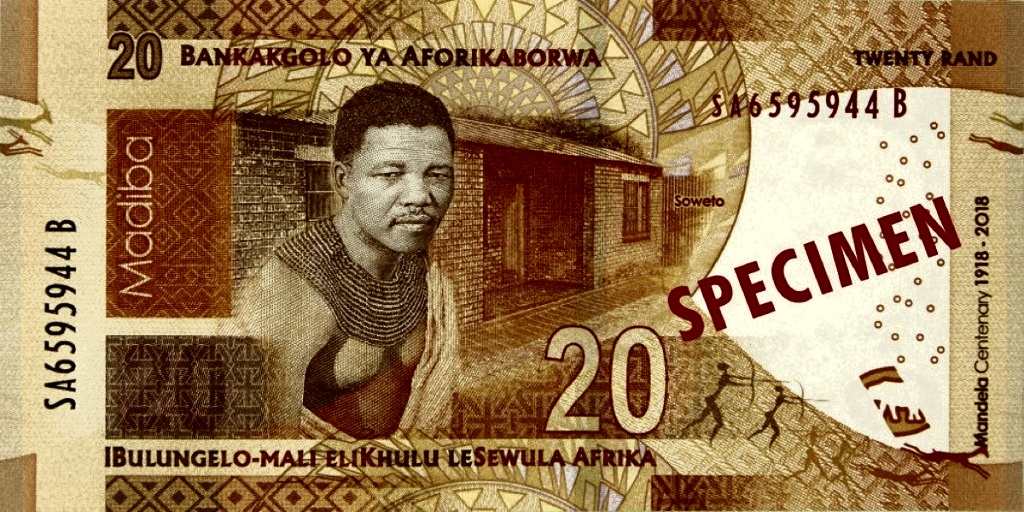 20 BANKAKGOLO YA AFORIKABORWA
TWENTY RAND
SA6595944 B
Madiba
Soweto
SA6595944 B
SPECIMEN
Mandela Centenary 1918 - 2018
20
IBULUNGELO-MALI ELIKHULU LESEWULA AFRIKA